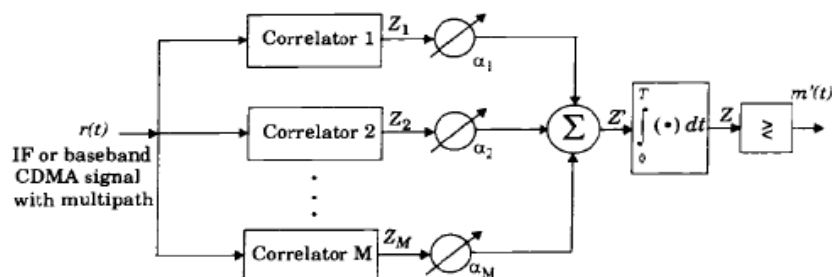 Correlator 1
Z1
α1
r(t)
IF or baseband
CDMA signal
with multipath
Correlator 2
Z2
α2
Σ
Z'
T
∫ (•) dt
0
Z
≷
m'(t)
⋮
Correlator M
ZM
αM